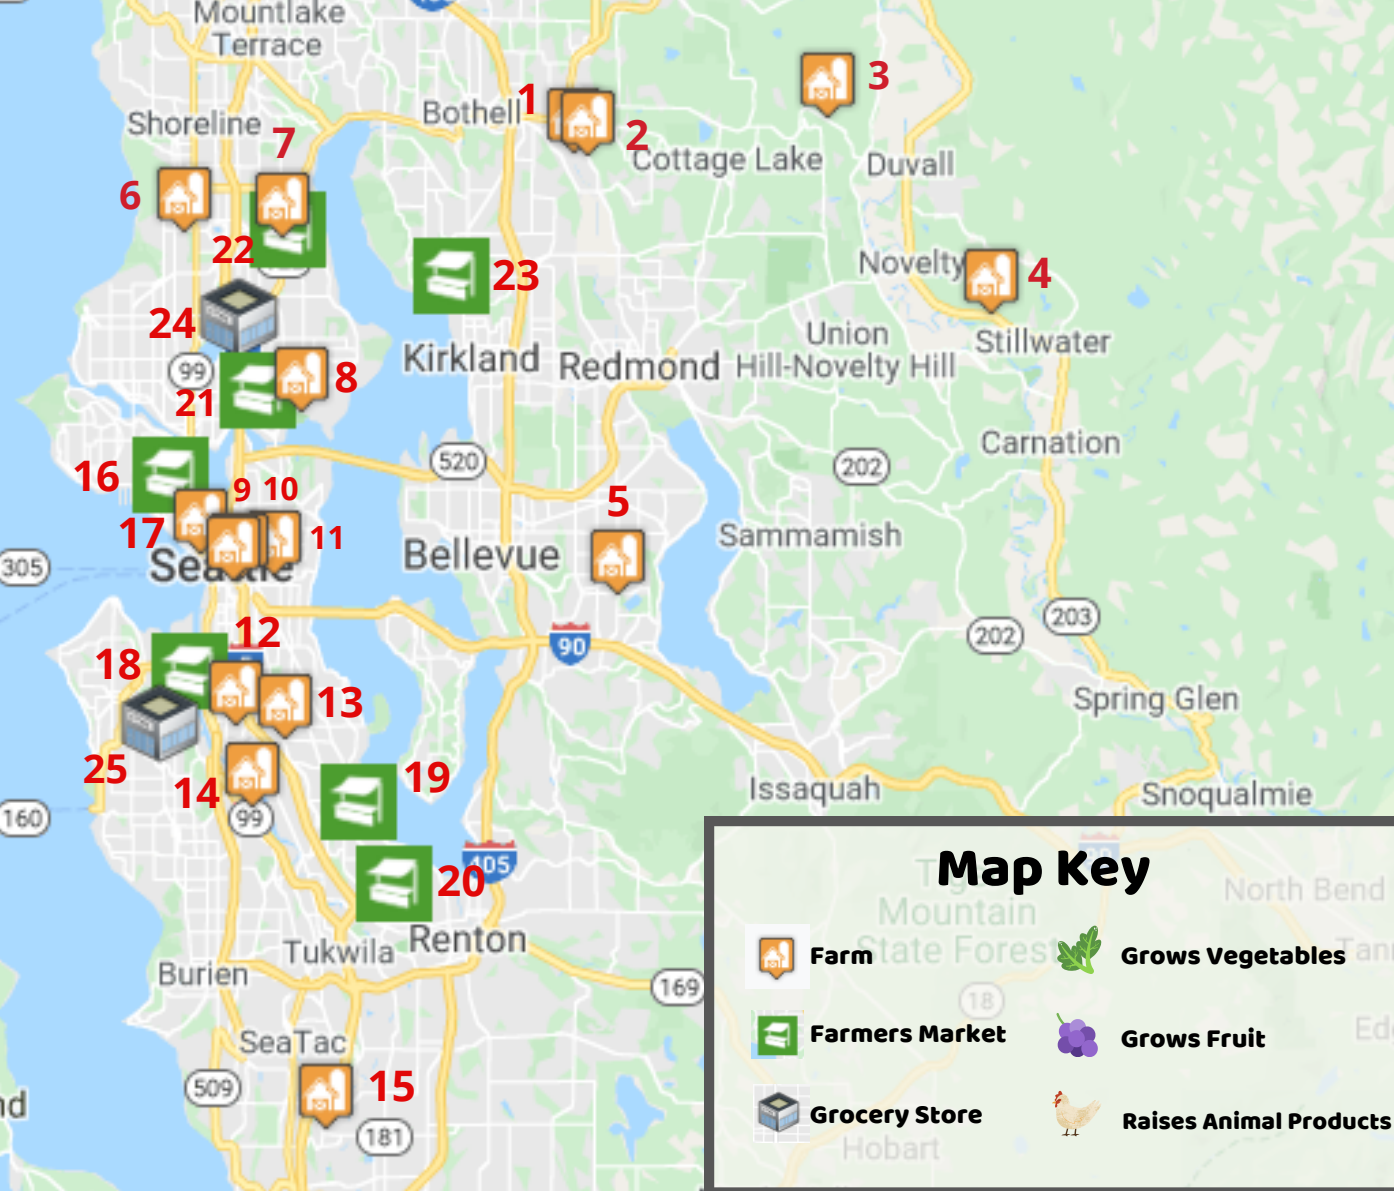 Mountlake
Terrace
Shoreline
Bothell
1
2
3
Cottage Lake
Duvall
7
6
22
23
Novelty
4
24
Union
Hill-Novelty Hill
Stillwater
Kirkland
Redmond
99
8
21
Carnation
520
202
16
9
10
5
17
11
Sammamish
Seattle
Bellevue
305
12
90
202
203
18
13
Spring Glen
25
14
19
Issaquah
Snoqualmie
160
99
405
20
Renton
Tukwila
Burien
169
SeaTac
509
15
181
nd
Map Key
Mountain
State Forest
North Bend
Tann
18
Ed
Hobart
Farm
Grows Vegetables
Farmers Market
Grows Fruit
Grocery Store
Raises Animal Products